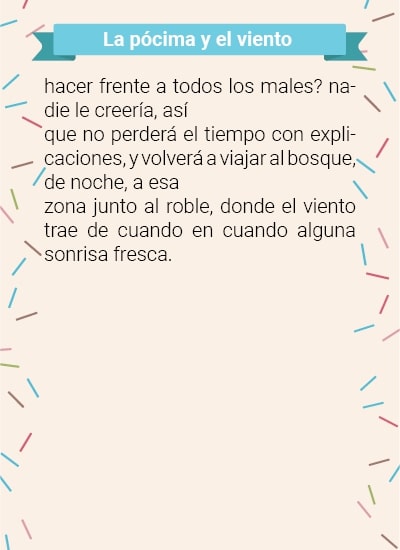 La pócima y el viento
hacer frente a todos los males? na-
die le creería, así
que no perderá el tiempo con expli-
caciones, y volverá a viajar al bosque,
de noche, a esa
zona junto al roble, donde el viento
trae de cuando en cuando alguna
sonrisa fresca.